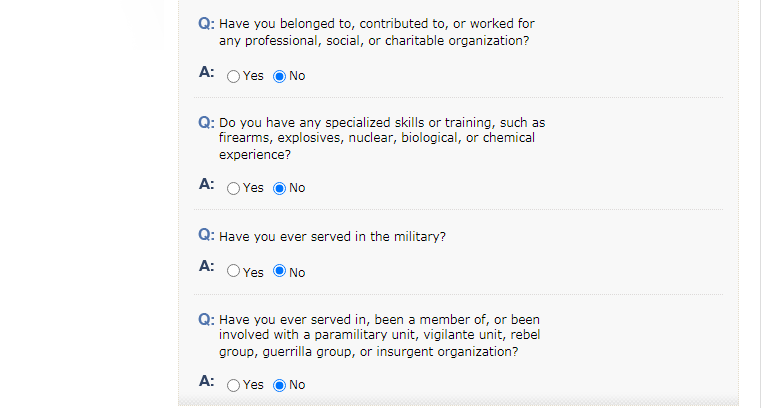 Q: Have you belonged to, contributed to, or worked for
any professional, social, or charitable organization?
A: Yes No
Q: Do you have any specialized skills or training, such as
firearms, explosives, nuclear, biological, or chemical
experience?
A: Yes No
Q: Have you ever served in the military?
A: Yes No
Q: Have you ever served in, been a member of, or been
involved with a paramilitary unit, vigilante unit, rebel
group, guerrilla group, or insurgent organization?
A: Yes No